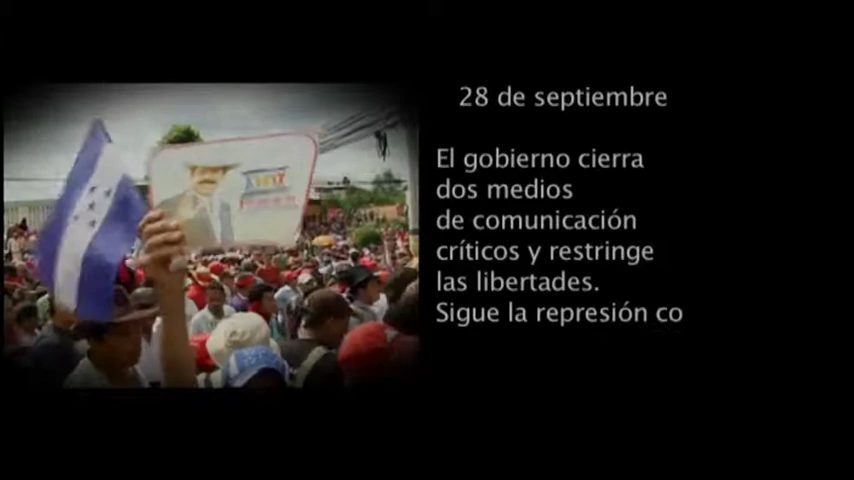 28 de septiembre
El gobierno cierra
dos medios
de comunicación
críticos y restringe
las libertades.
Sigue la represión co